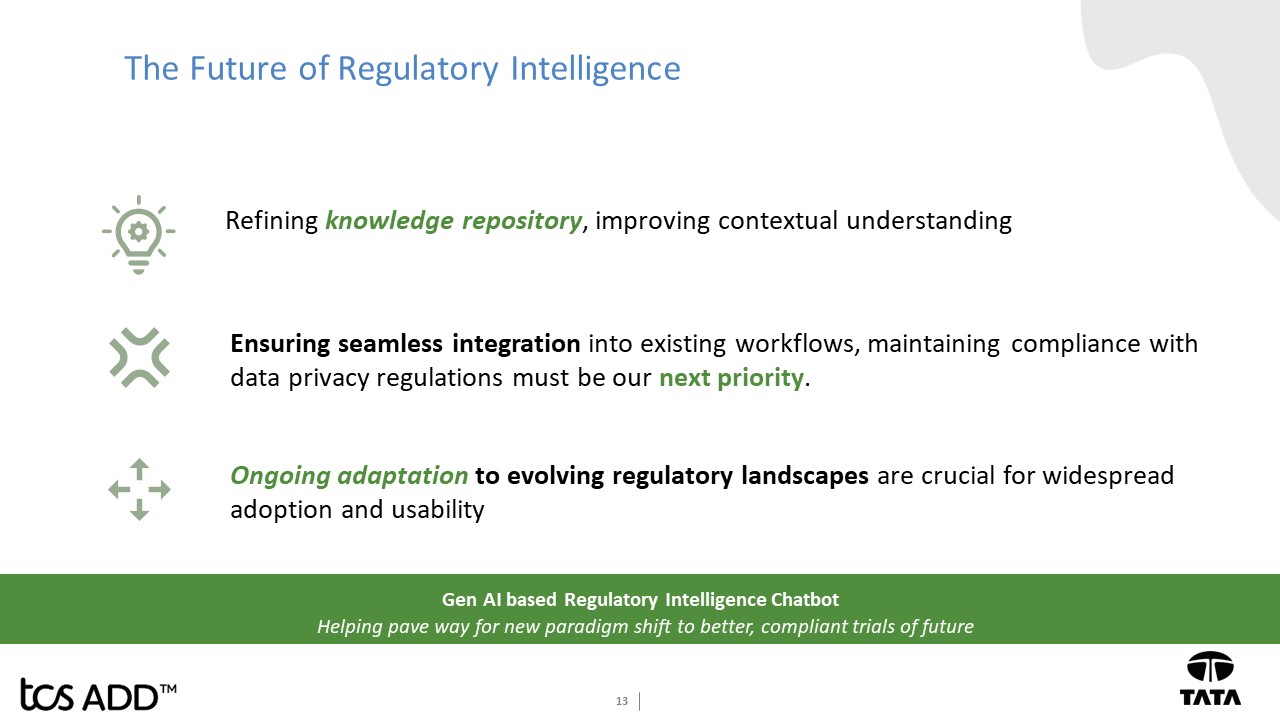 The Future of Regulatory Intelligence
Refining knowledge repository, improving contextual understanding
Ensuring seamless integration into existing workflows, maintaining compliance with
data privacy regulations must be our next priority.
Ongoing adaptation to evolving regulatory landscapes are crucial for widespread
adoption and usability
Gen AI based Regulatory Intelligence Chatbot
Helping pave way for new paradigm shift to better, compliant trials of future
tcs ADD™
13
TATA